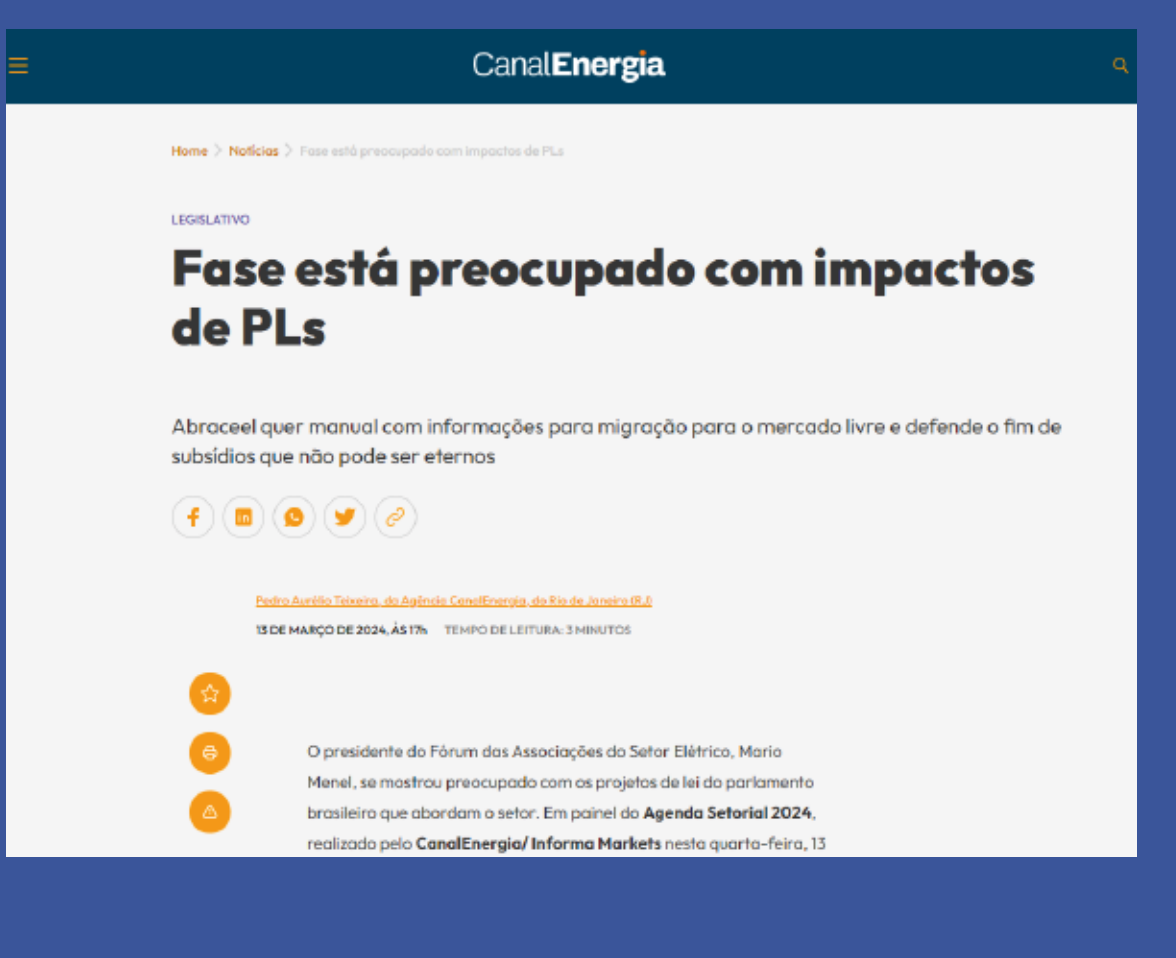 CanalEnergia
Home > Notícias > Fase está preocupado com impactos de PLs
LEGISLATIVO
Fase está preocupado com impactos
de PLs
Abraceel quer manual com informações para migração para o mercado livre e defende o fim de
subsídios que não pode ser eternos
Pedro Aurélio Teixeira, da Agência CanalEnergia, do Rio de Janeiro (RJ)
13 DE MARÇO DE 2024, ÀS 17h TEMPO DE LEITURA: 3 MINUTOS
O presidente do Fórum das Associações do Setor Elétrico, Mario
Menel, se mostrou preocupado com os projetos de lei do parlamento
brasileiro que abordam o setor. Em painel do Agenda Setorial 2024,
realizado pelo CanalEnergia/ Informa Markets nesta quarta-feira, 13